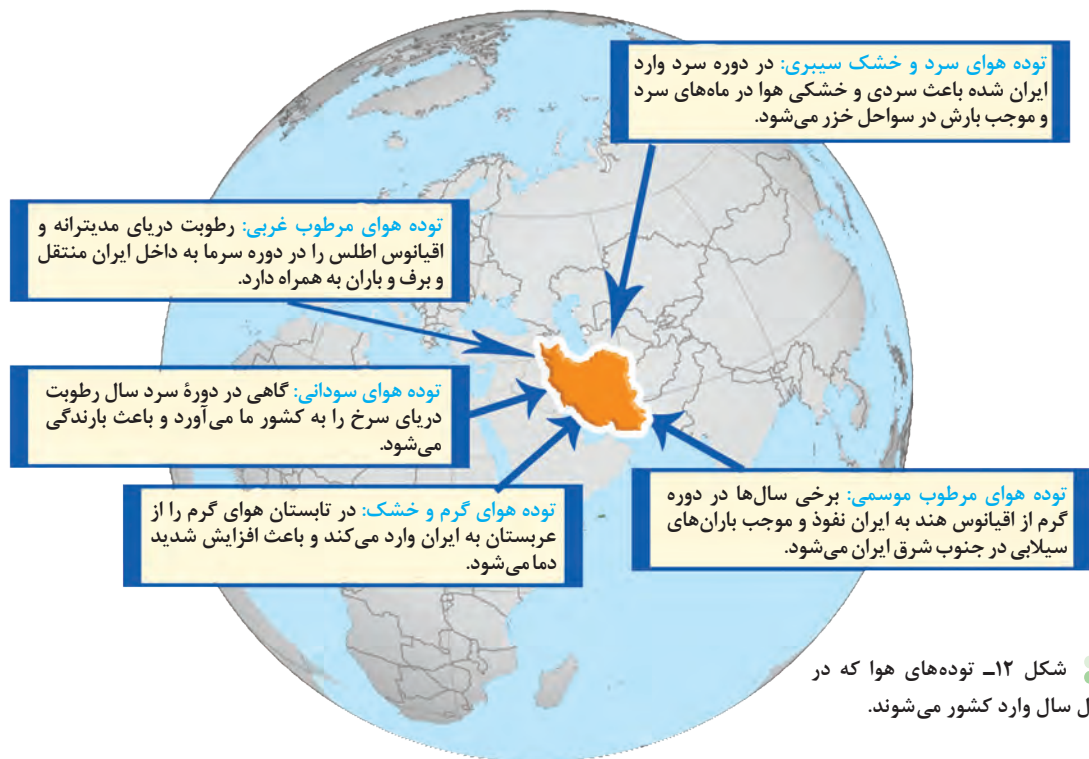 توده هوای سرد و خشک سیبری: در دوره سرد وارد
ایران شده باعث سردی و خشکی هوا در ماه‌های سرد
و موجب بارش در سواحل خزر می‌شود.
توده هوای مرطوب غربی: رطوبت دریای مدیترانه و
اقیانوس اطلس را در دوره سرما به داخل ایران منتقل
و برف و باران به همراه دارد.
توده هوای سودانی: گاهی در دورهٔ سرد سال رطوبت
دریای سرخ را به کشور ما می‌آورد و باعث بارندگی
می‌شود.
توده هوای گرم و خشک: در تابستان هوای گرم را از
عربستان به ایران وارد می‌کند و باعث افزایش شدید
دما می‌شود.
توده هوای مرطوب موسمی: برخی سال‌ها در دوره
گرم از اقیانوس هند به ایران نفوذ و موجب باران‌های
سیلابی در جنوب شرق ایران می‌شود.
شکل ۱۲ـ توده‌های هوا که در
ل سال وارد کشور می‌شوند.